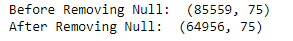 Before Removing Null:  (85559, 75)
After Removing Null:  (64956, 75)